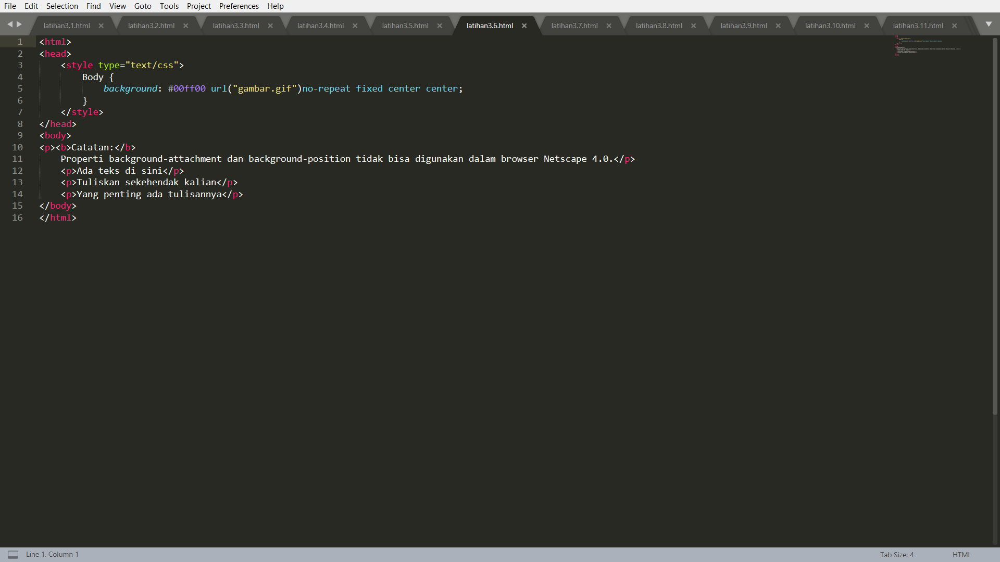 File Edit Selection Find View Goto Tools Project Preferences Help
latihan3.1.html × latihan3.2.html × latihan3.3.html × latihan3.4.html × latihan3.5.html × latihan3.6.html × latihan3.7.html × latihan3.8.html × latihan3.9.html × latihan3.10.html × latihan3.11.html ×
1 <html>
2 <head>
3     <style type="text/css">
4         Body {
5             background: #00ff00 url("gambar.gif")no-repeat fixed center center;
6         }
7     </style>
8 </head>
9 <body>
10 <p><b>Catatan:</b>
11     Properti background-attachment dan background-position tidak bisa digunakan dalam browser Netscape 4.0.</p>
12     <p>Ada teks di sini</p>
13     <p>Tuliskan sekehendak kalian</p>
14     <p>Yang penting ada tulisannya</p>
15 </body>
16 </html>
Line 1, Column 1 Tab Size: 4 HTML